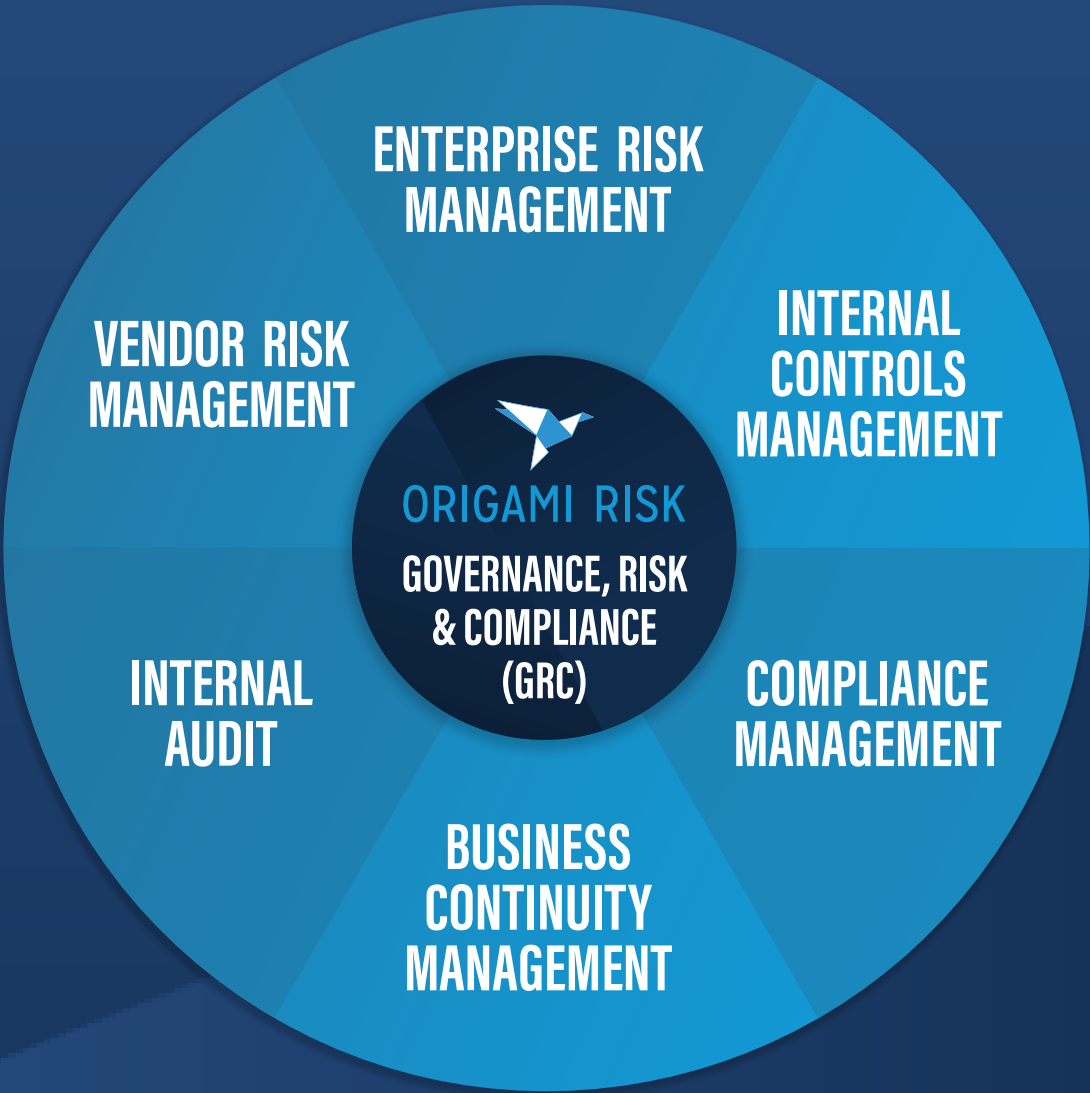 ENTERPRISE RISK
MANAGEMENT
INTERNAL
CONTROLS
MANAGEMENT
COMPLIANCE
MANAGEMENT
BUSINESS
CONTINUITY
MANAGEMENT
INTERNAL
AUDIT
VENDOR RISK
MANAGEMENT
ORIGAMI RISK
GOVERNANCE, RISK
& COMPLIANCE
(GRC)